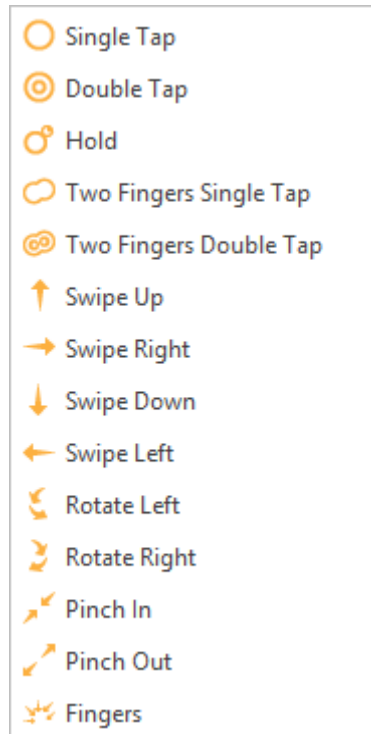 Single Tap
Double Tap
Hold
Two Fingers Single Tap
Two Fingers Double Tap
Swipe Up
Swipe Right
Swipe Down
Swipe Left
Rotate Left
Rotate Right
Pinch In
Pinch Out
Fingers